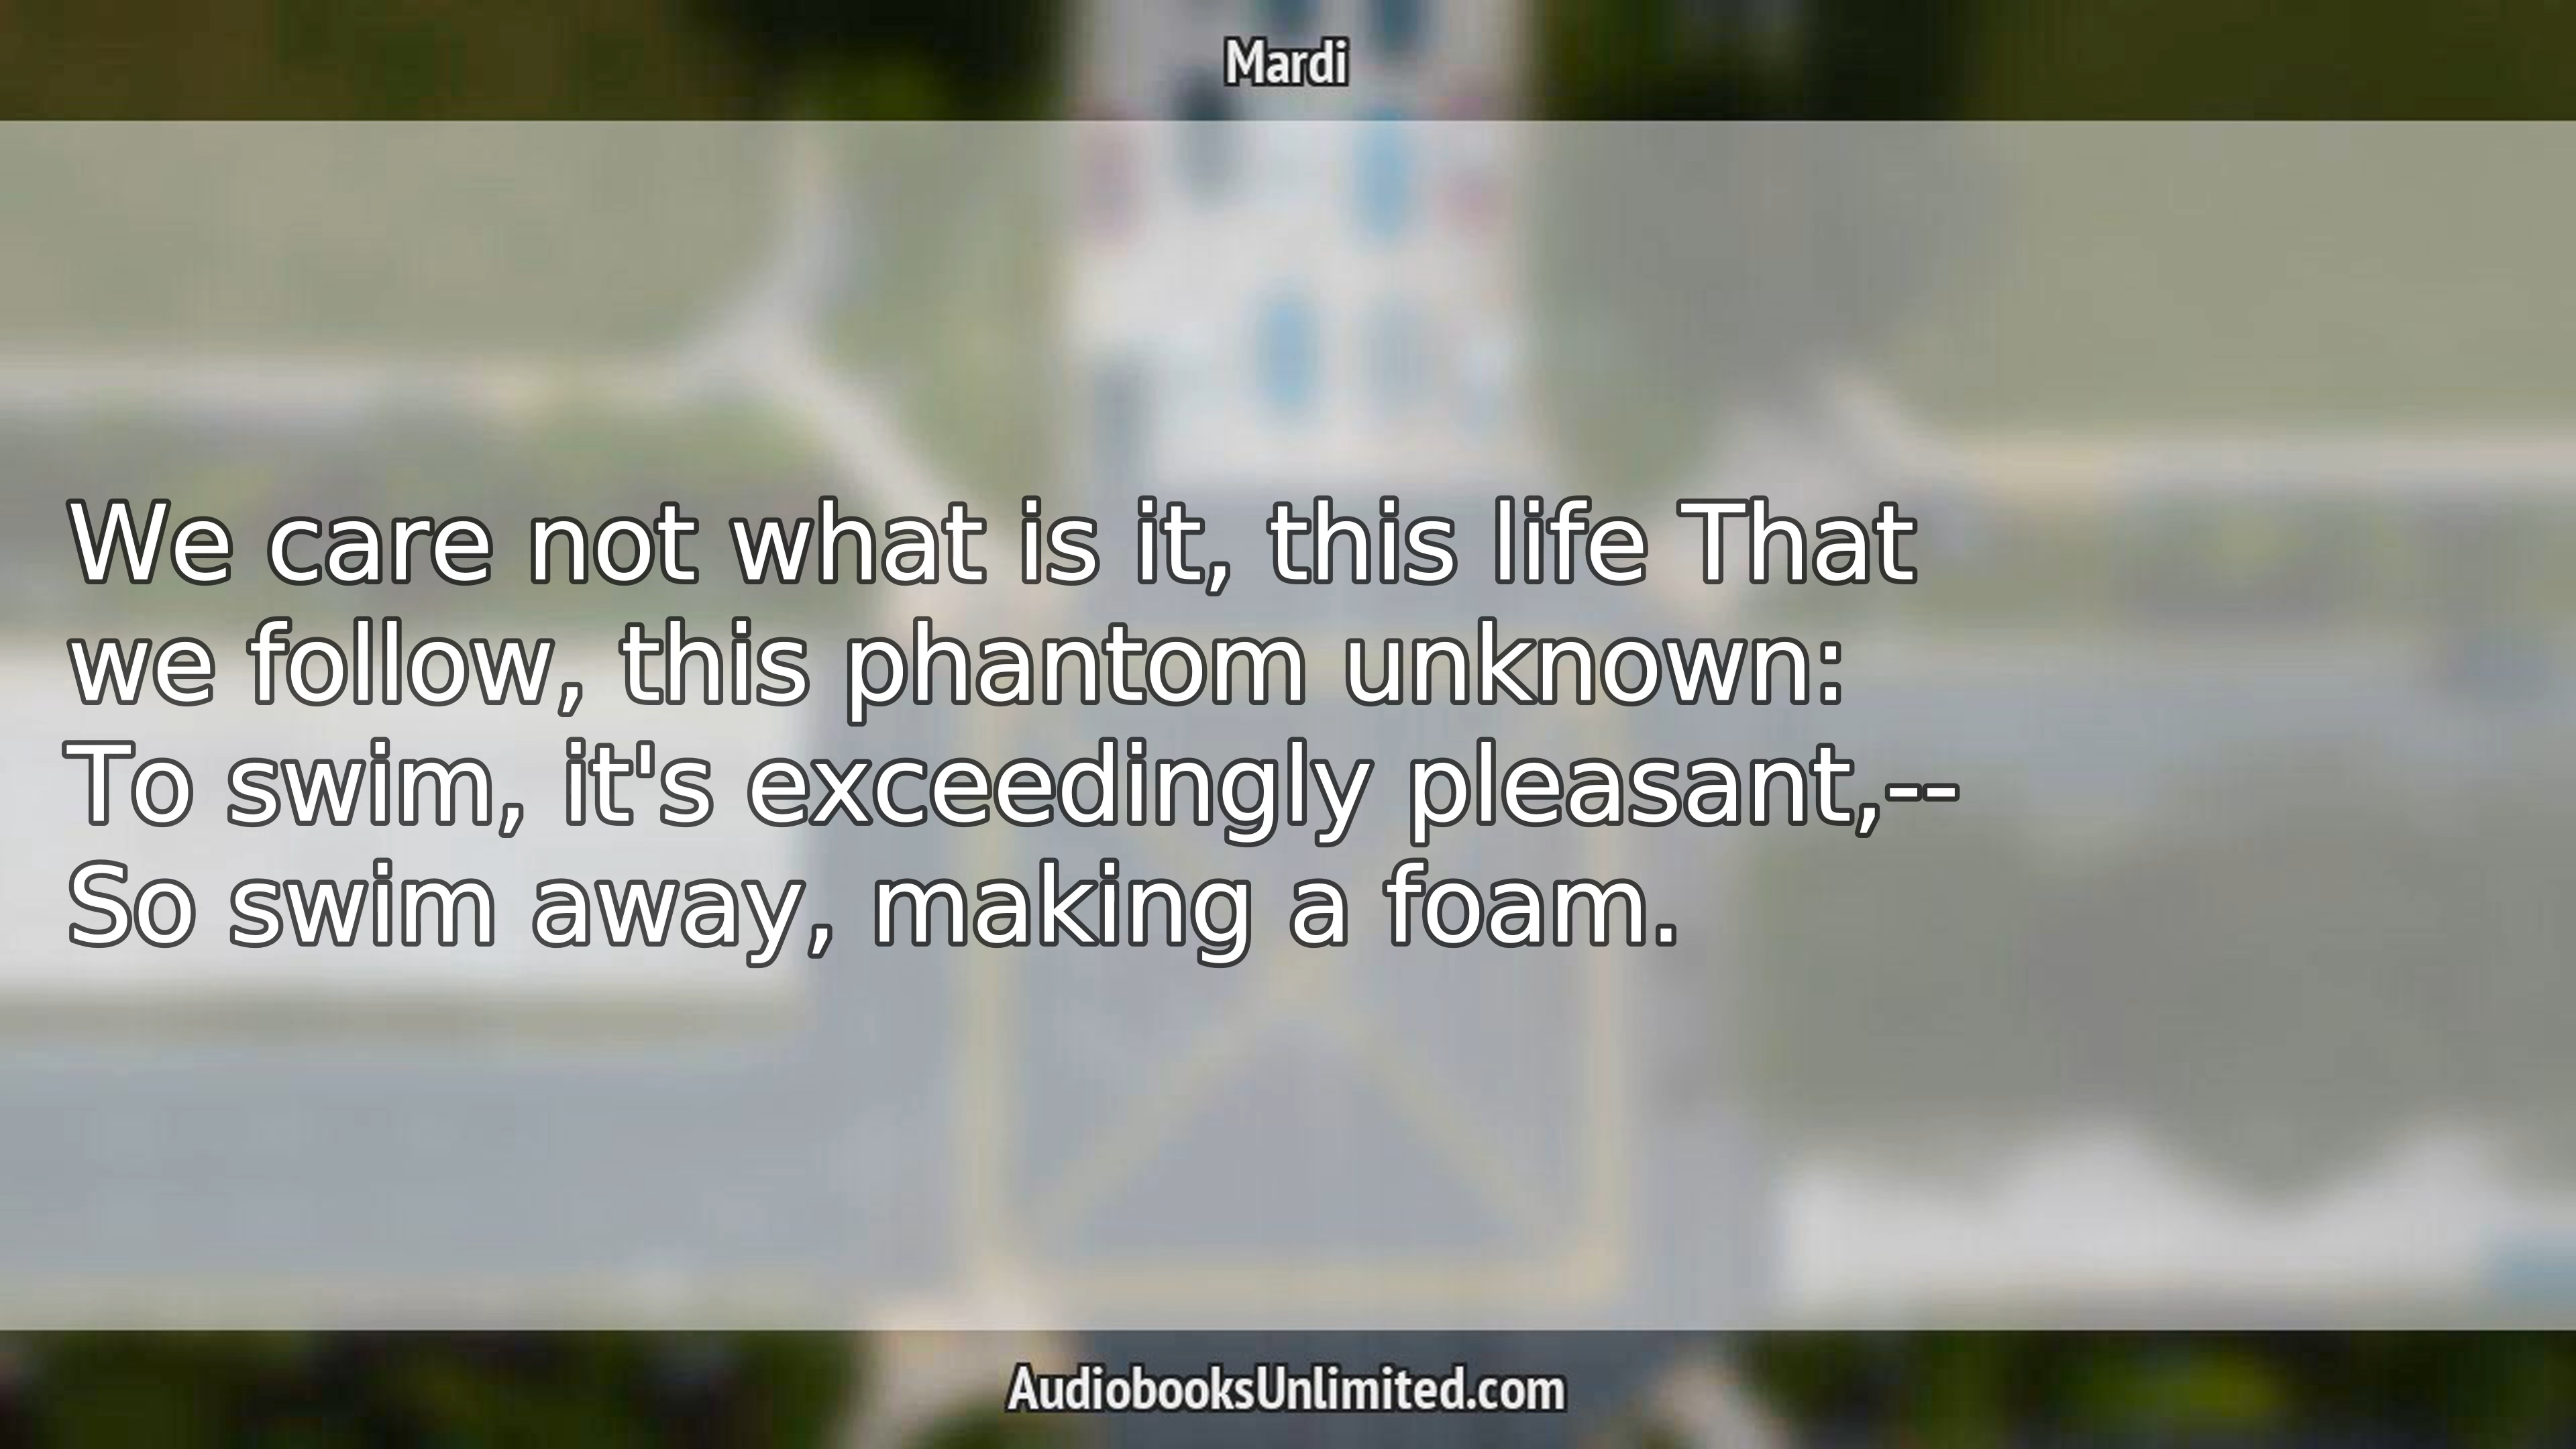 Mardi
We care not what is it, this life That
we follow, this phantom unknown:
To swim, it's exceedingly pleasant,--
So swim away, making a foam.
AudiobooksUnlimited.com